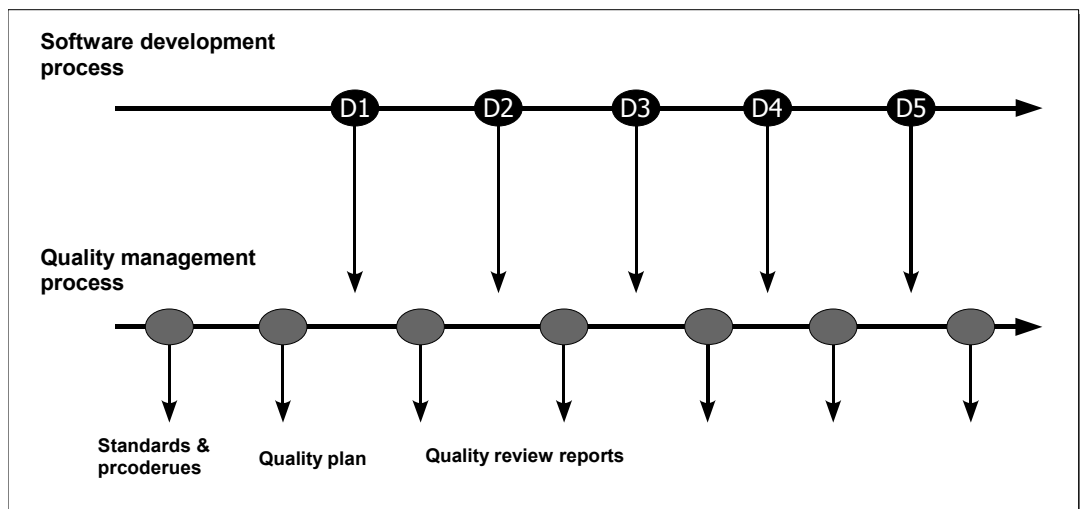 Software development
process
D1 D2 D3 D4 D5
Quality management
process
Standards &
prcoderues
Quality plan
Quality review reports